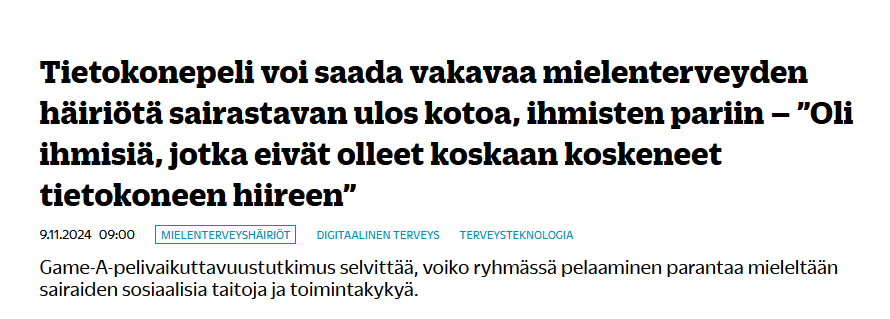 Tietokonepeli voi saada vakavaa mielenterveyden
häiriötä sairastavan ulos kotoa, ihmisten pariin – ”Oli
ihmisiä, jotka eivät olleet koskaan koskeneet
tietokoneen hiireen”
9.11.2024 09:00 MIELENTERVEYSHÄIRIÖT DIGITAALINEN TERVEYS TERVEYSTEKNOLOGIA
Game-A-pelivaikuttavuustutkimus selvittää, voiko ryhmässä pelaaminen parantaa mieleltään
sairaiden sosiaalisia taitoja ja toimintakykyä.